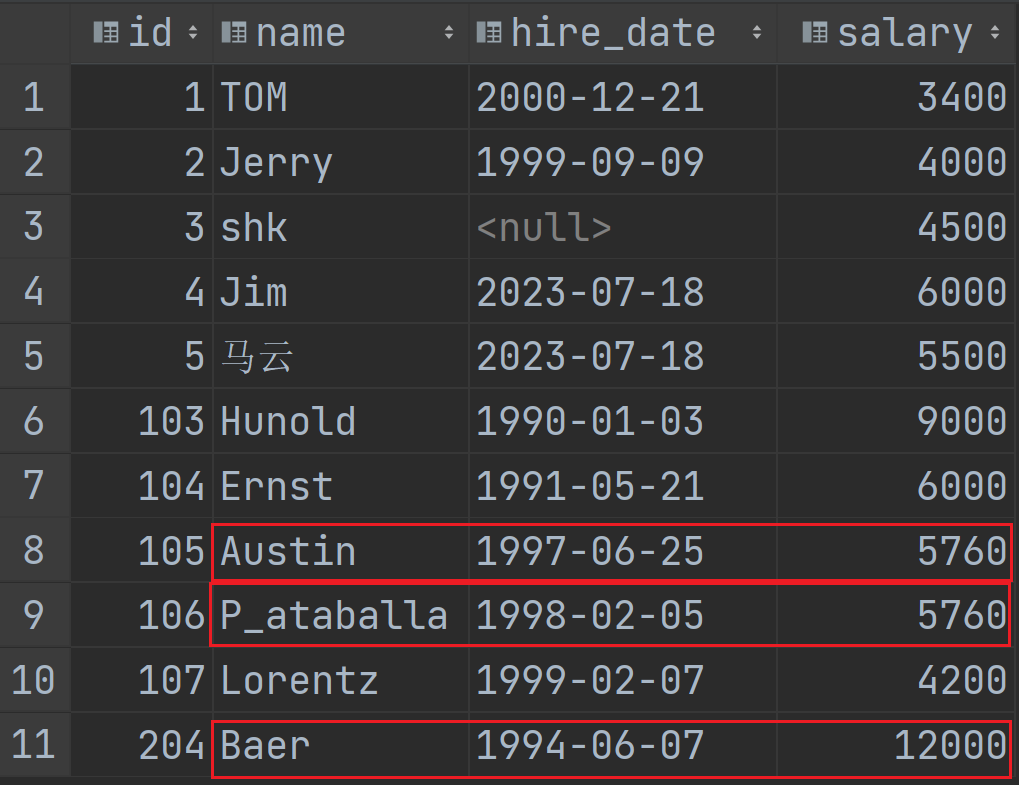 id name hire_date salary
1 1 TOM 2000-12-21 3400
2 2 Jerry 1999-09-09 4000
3 3 shk <null> 4500
4 4 Jim 2023-07-18 6000
5 5 马云 2023-07-18 5500
6 103 Hunold 1990-01-03 9000
7 104 Ernst 1991-05-21 6000
8 105 Austin 1997-06-25 5760
9 106 P_ataballa 1998-02-05 5760
10 107 Lorentz 1999-02-07 4200
11 204 Baer 1994-06-07 12000